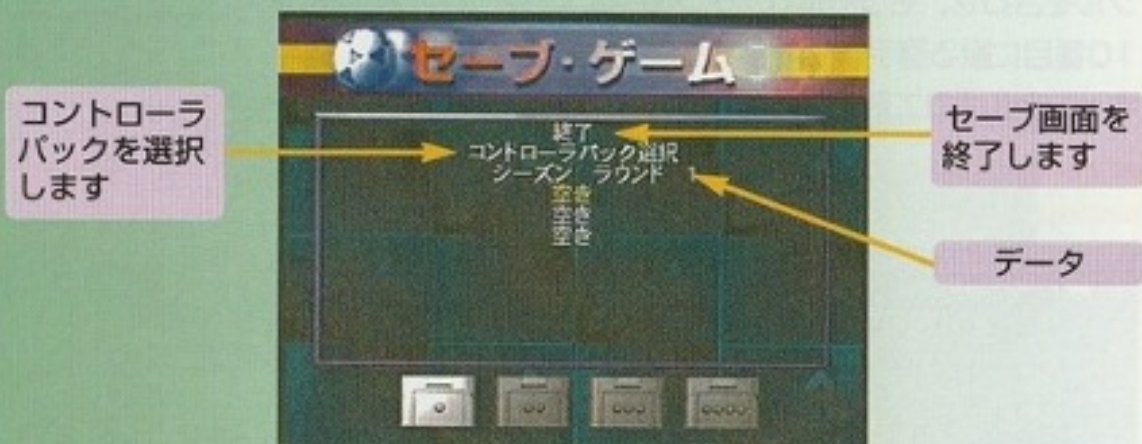 セーブ・ゲーム
コントローラ
パックを選択
します
終了
コントローラパック選択
シーズン ラウンド 1
空き
空き
空き
セーブ画面を
終了します
データ